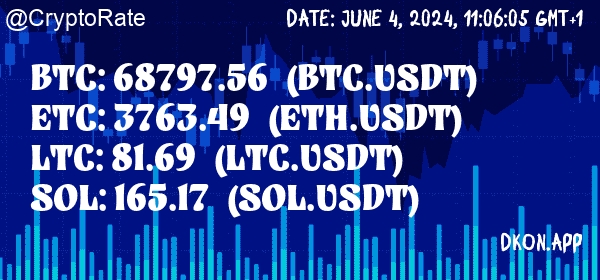 @CryptoRate
DATE: JUNE 4, 2024, 11:06:05 GMT+1
BTC: 68797.56 (BTC.USDT)
ETC: 3763.49 (ETH.USDT)
LTC: 81.69 (LTC.USDT)
SOL: 165.17 (SOL.USDT)
DKON.APP